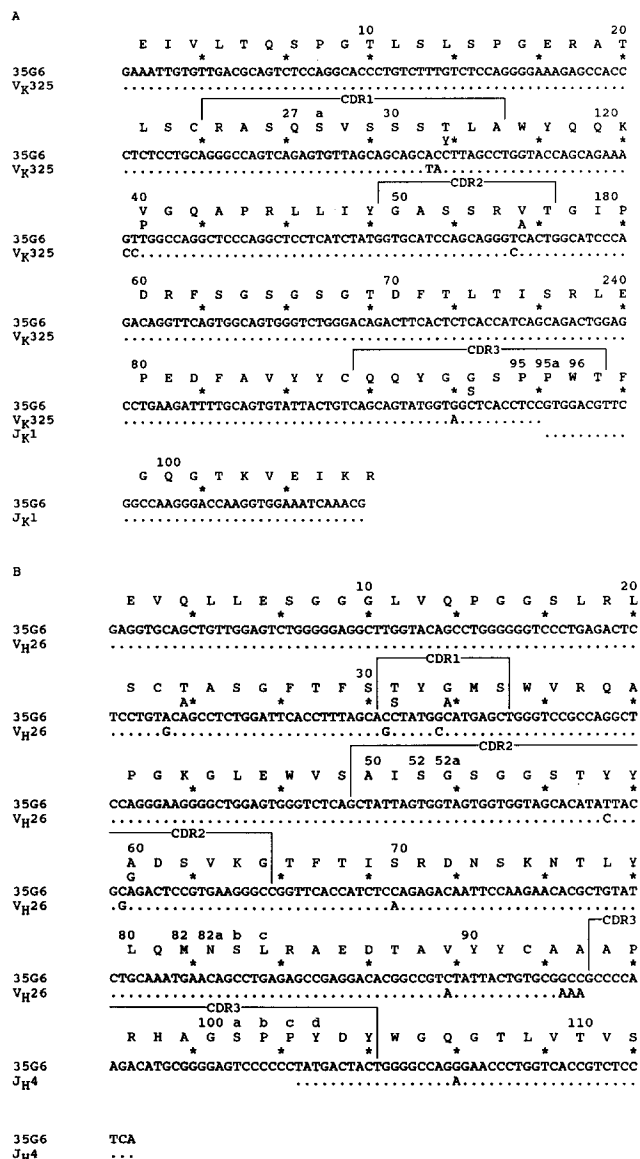 A
E I V L T Q S P G T L S L S P G E R A T
10 20
* * * * * *
35G6 GAAATTGTGTTGACGCAGTCTCCAGGCACCCTGTCTTTGTCTCCAGGGGAAAGAGCCACC
VK325 ............................................................
CDR1
27 a 30 120
L S C R A S Q S V S S S T L A W Y Q Q K
* * * Y* * *
35G6 CTCTCCTGCAGGGCCAGTCAGAGTGTTAGCAGCAGCACCTTAGCCTGGTACCAGCAGAAA
VK325 ....................................TA......................
CDR2
40 50 180
V G Q A P R L L I Y G A S S R V T G I P
P * * * * A * *
35G6 GTTGGCCAGGCTCCCAGGCTCCTCATCTATGGTGCATCCAGCAGGGTCACTGGCATCCCA
VK325 CC.............................................C............
60 70 240
D R F S G S G S G T D F T L T I S R L E
* * * * * *
35G6 GACAGGTTCAGTGGCAGTGGGTCTGGGACAGACTTCACTCTCACCATCAGCAGACTGGAG
VK325 ............................................................
CDR3
80 95 95a 96
P E D F A V Y Y C Q Q Y G G S P P W T F
* * * * S * *
35G6 CCTGAAGATTTTGCAGTGTATTACTGTCAGCAGTATGGTGGCTCACCTCCGTGGACGTTC
VK325 .......................................A..........
JK1 ..........
100
G Q G T K V E I K R
* *
35G6 GGCCAAGGGACCAAGGTGGAAATCAAACG
JK1 .............................
B
10 20
E V Q L L E S G G G L V Q P G G S L R L
* * * * * *
35G6 GAGGTGCAGCTGTTGGAGTCTGGGGGAGGCTTGGTACAGCCTGGGGGGTCCCTGAGACTC
VH26 ............................................................
CDR1
30
S C T A S G F T F S T Y G M S W V R Q A
A* * * S A* * *
35G6 TCCTGTACAGCCTCTGGATTCACCTTTAGCACCTATGGCATGAGCTGGGTCCGCCAGGCT
VH26 ......G........................G.....C......................
CDR2
50 52 52a
P G K G L E W V S A I S G S G G S T Y Y
* * * * * *
35G6 CCAGGGAAGGGGCTGGAGTGGGTCTCAGCTATTAGTGGTAGTGGTGGTAGCACATATTAC
VH26 ........................................................C...
CDR2
60 70
A D S V K G T F T I S R D N S K N T L Y
G * * * * * *
35G6 GCAGACTCCGTGAAGGGCCGGTTCACCATCTCCAGAGACAATTCCAAGAACACGCTGTAT
VH26 .G..............................A...........................
CDR3
80 82 82a b c 90
L Q M N S L R A E D T A V Y Y C A A A P
* * * * * *
35G6 CTGCAAATGAACAGCCTGAGAGCCGAGGACACGGCCGTCTATTACTGTGCGGCCGCCCCA
VH26 ......................................A............AAA
CDR3
100 a b c d 110
R H A G S P P Y D Y W G Q G T L V T V S
* * * * * *
35G6 AGACATGCGGGGAGTCCCCCCTATGACTACTGGGGCCAGGGAACCCTGGTCACCGTCTCC
JH4 ..................A....................
35G6 TCA
JH4 ...